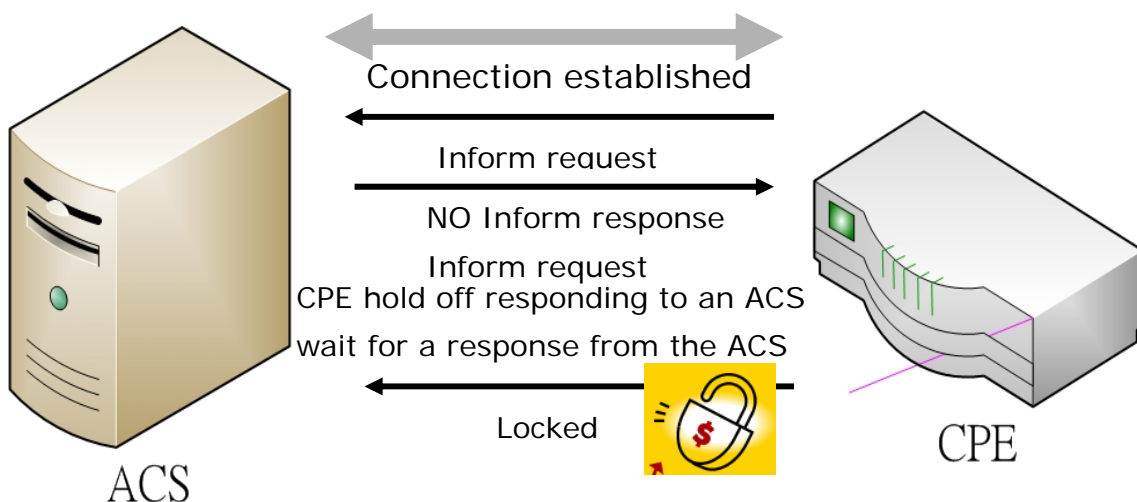 Connection established
Inform request
NO Inform response
Inform request
CPE hold off responding to an ACS
wait for a response from the ACS
Locked
$
ACS
CPE